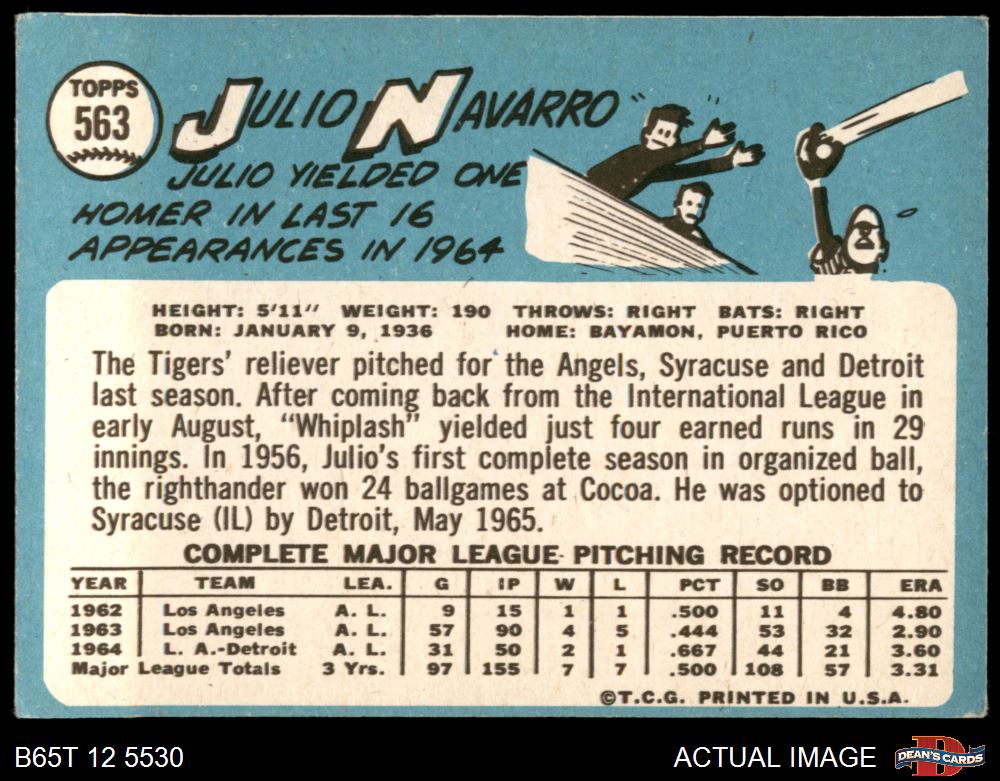 TOPPS
563
JULIO NAVARRO
JULIO YIELDED ONE
HOMER IN LAST 16
APPEARANCES IN 1964
HEIGHT: 5'11" WEIGHT: 190 THROWS: RIGHT BATS: RIGHT
BORN: JANUARY 9, 1936 HOME: BAYAMON, PUERTO RICO
The Tigers' reliever pitched for the Angels, Syracuse and Detroit
last season. After coming back from the International League in
early August, "Whiplash" yielded just four earned runs in 29
innings. In 1956, Julio's first complete season in organized ball,
the righthander won 24 ballgames at Cocoa. He was optioned to
Syracuse (IL) by Detroit, May 1965.
COMPLETE MAJOR LEAGUE PITCHING RECORD
YEAR TEAM LEA. G IP W L PCT SO BB ERA
1962 Los Angeles A. L. 9 15 1 1 .500 11 4 4.80
1963 Los Angeles A. L. 57 90 4 5 .444 53 32 2.90
1964 L. A.-Detroit A. L. 31 50 2 1 .667 44 21 3.60
Major League Totals 3 Yrs. 97 155 7 7 .500 108 57 3.31
©T.C.G. PRINTED IN U.S.A.
B65T 12 5530 ACTUAL IMAGE DEAN'S CARDS